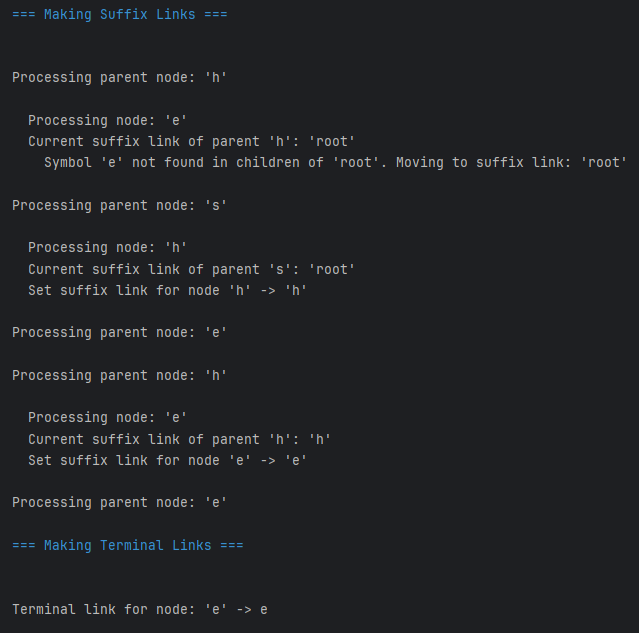 === Making Suffix Links ===
Processing parent node: 'h'
Processing node: 'e'
Current suffix link of parent 'h': 'root'
Symbol 'e' not found in children of 'root'. Moving to suffix link: 'root'
Processing parent node: 's'
Processing node: 'h'
Current suffix link of parent 's': 'root'
Set suffix link for node 'h' -> 'h'
Processing parent node: 'e'
Processing parent node: 'h'
Processing node: 'e'
Current suffix link of parent 'h': 'h'
Set suffix link for node 'e' -> 'e'
Processing parent node: 'e'
=== Making Terminal Links ===
Terminal link for node: 'e' -> e